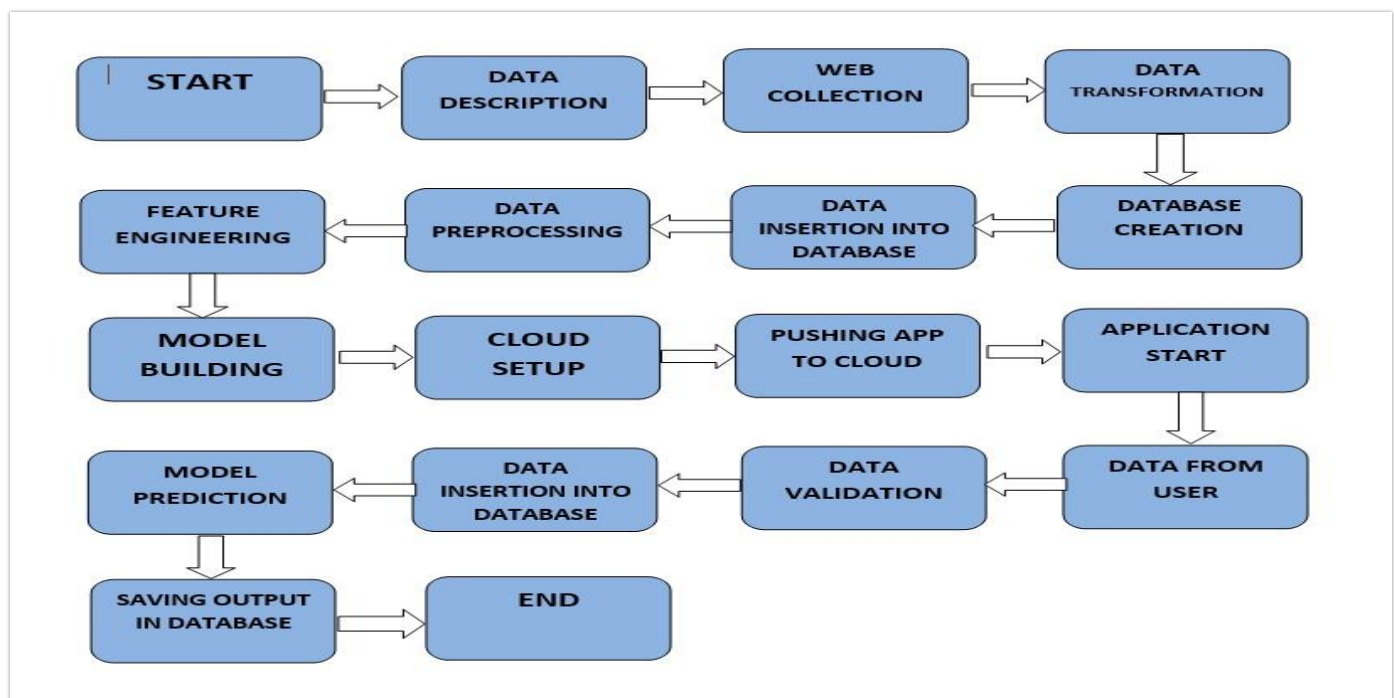 START
DATA
DESCRIPTION
WEB
COLLECTION
DATA
TRANSFORMATION
DATABASE
CREATION
DATA
INSERTION INTO
DATABASE
DATA
PREPROCESSING
FEATURE
ENGINEERING
MODEL
BUILDING
CLOUD
SETUP
PUSHING APP
TO CLOUD
APPLICATION
START
DATA FROM
USER
DATA
VALIDATION
DATA
INSERTION INTO
DATABASE
MODEL
PREDICTION
SAVING OUTPUT
IN DATABASE
END